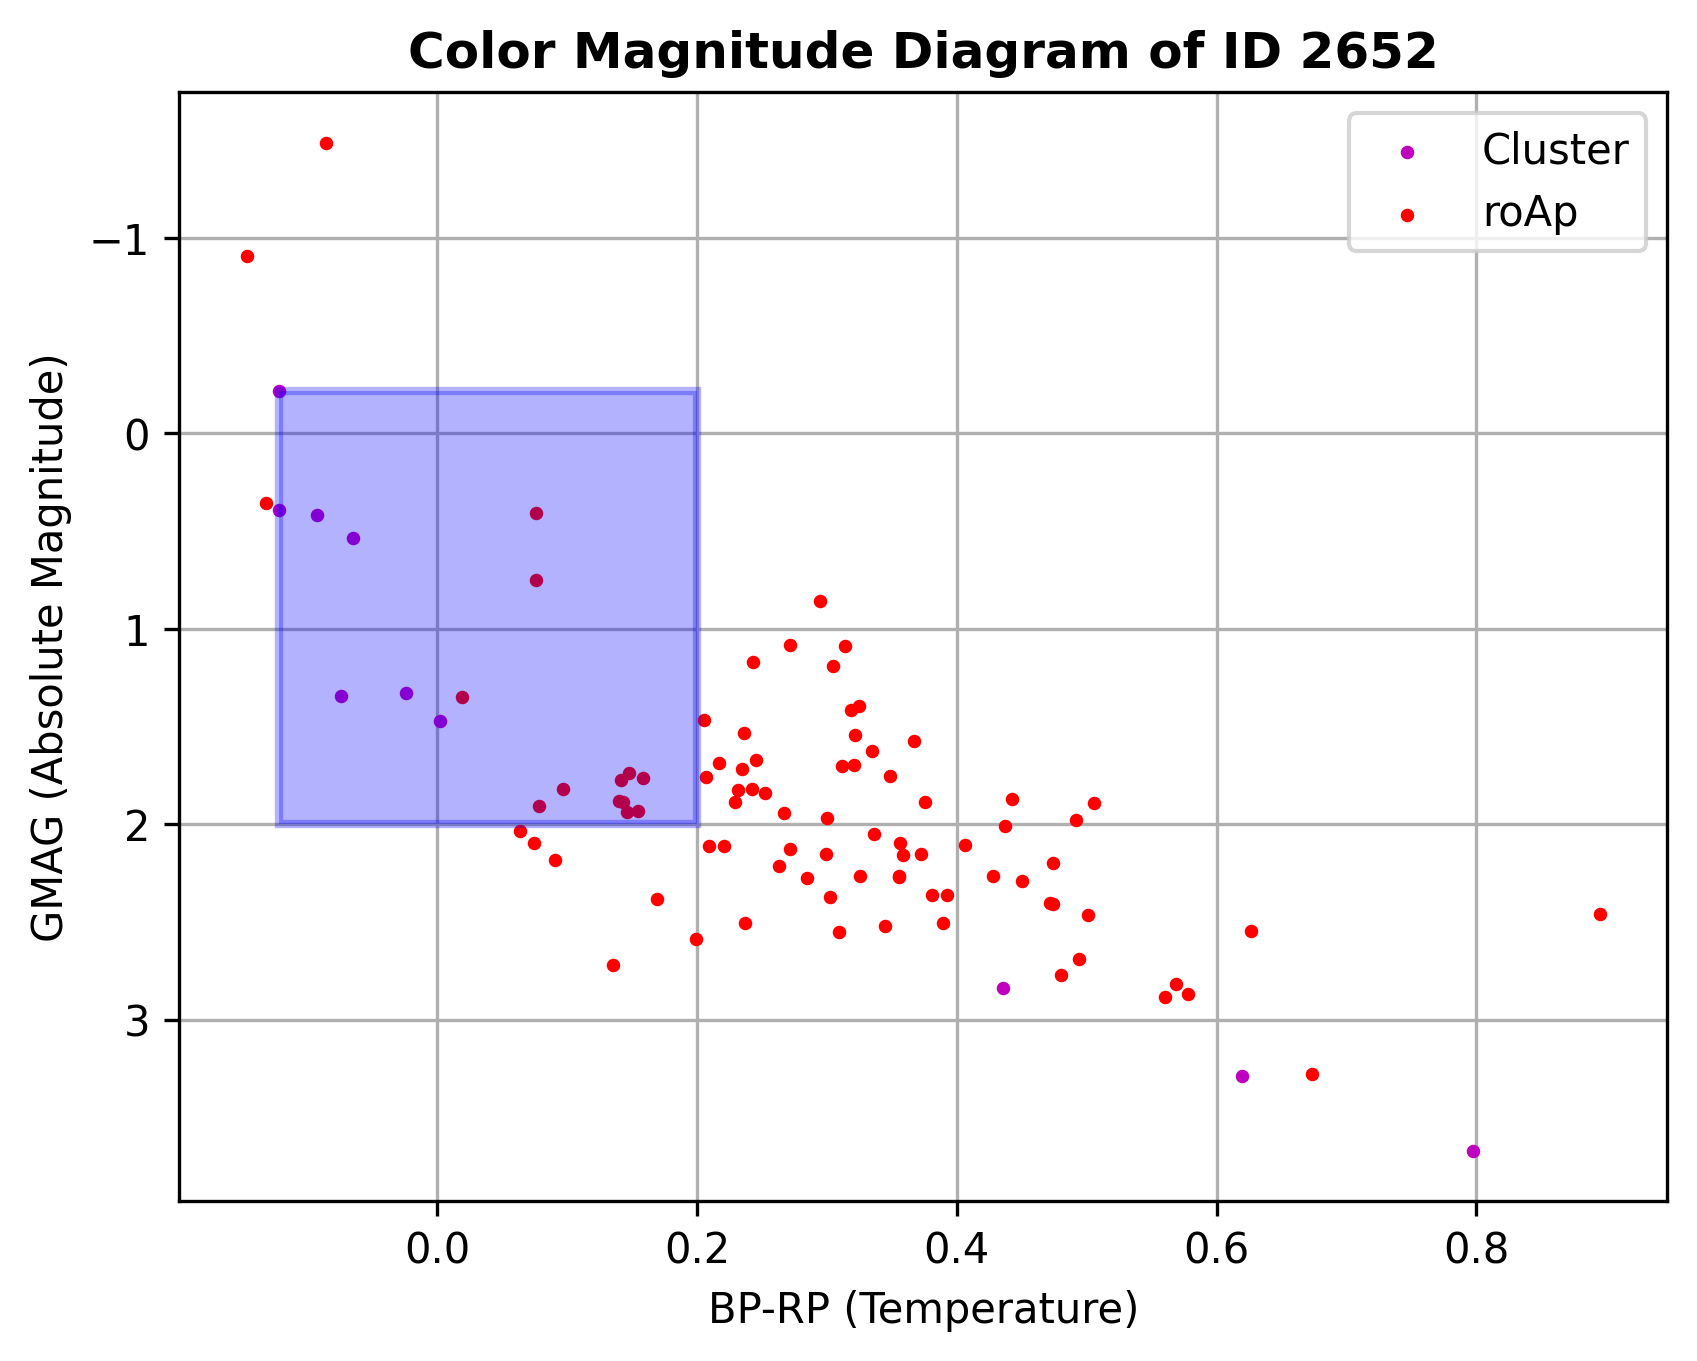 Color Magnitude Diagram of ID 2652
Cluster
roAp
−1
0
1
2
3
GMAG (Absolute Magnitude)
0.0 0.2 0.4 0.6 0.8
BP-RP (Temperature)